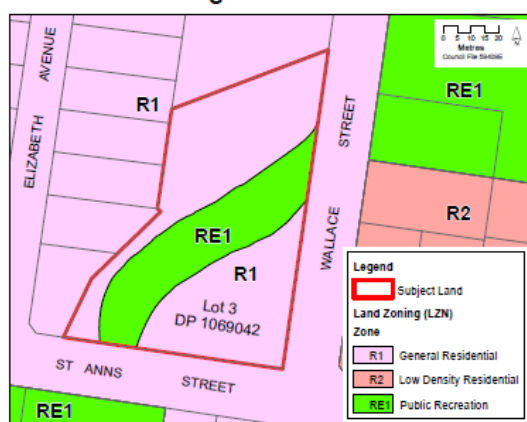 0 5 10 15 20
Metres
ELIZABETH AVENUE
R1
STREET
RE1
R2
WALLACE
RE1
R1
Lot 3
DP 1069042
ST ANNS STREET
RE1
Legend
Subject Land
Land Zoning (LZN)
Zone
R1 General Residential
R2 Low Density Residential
RE1 Public Recreation